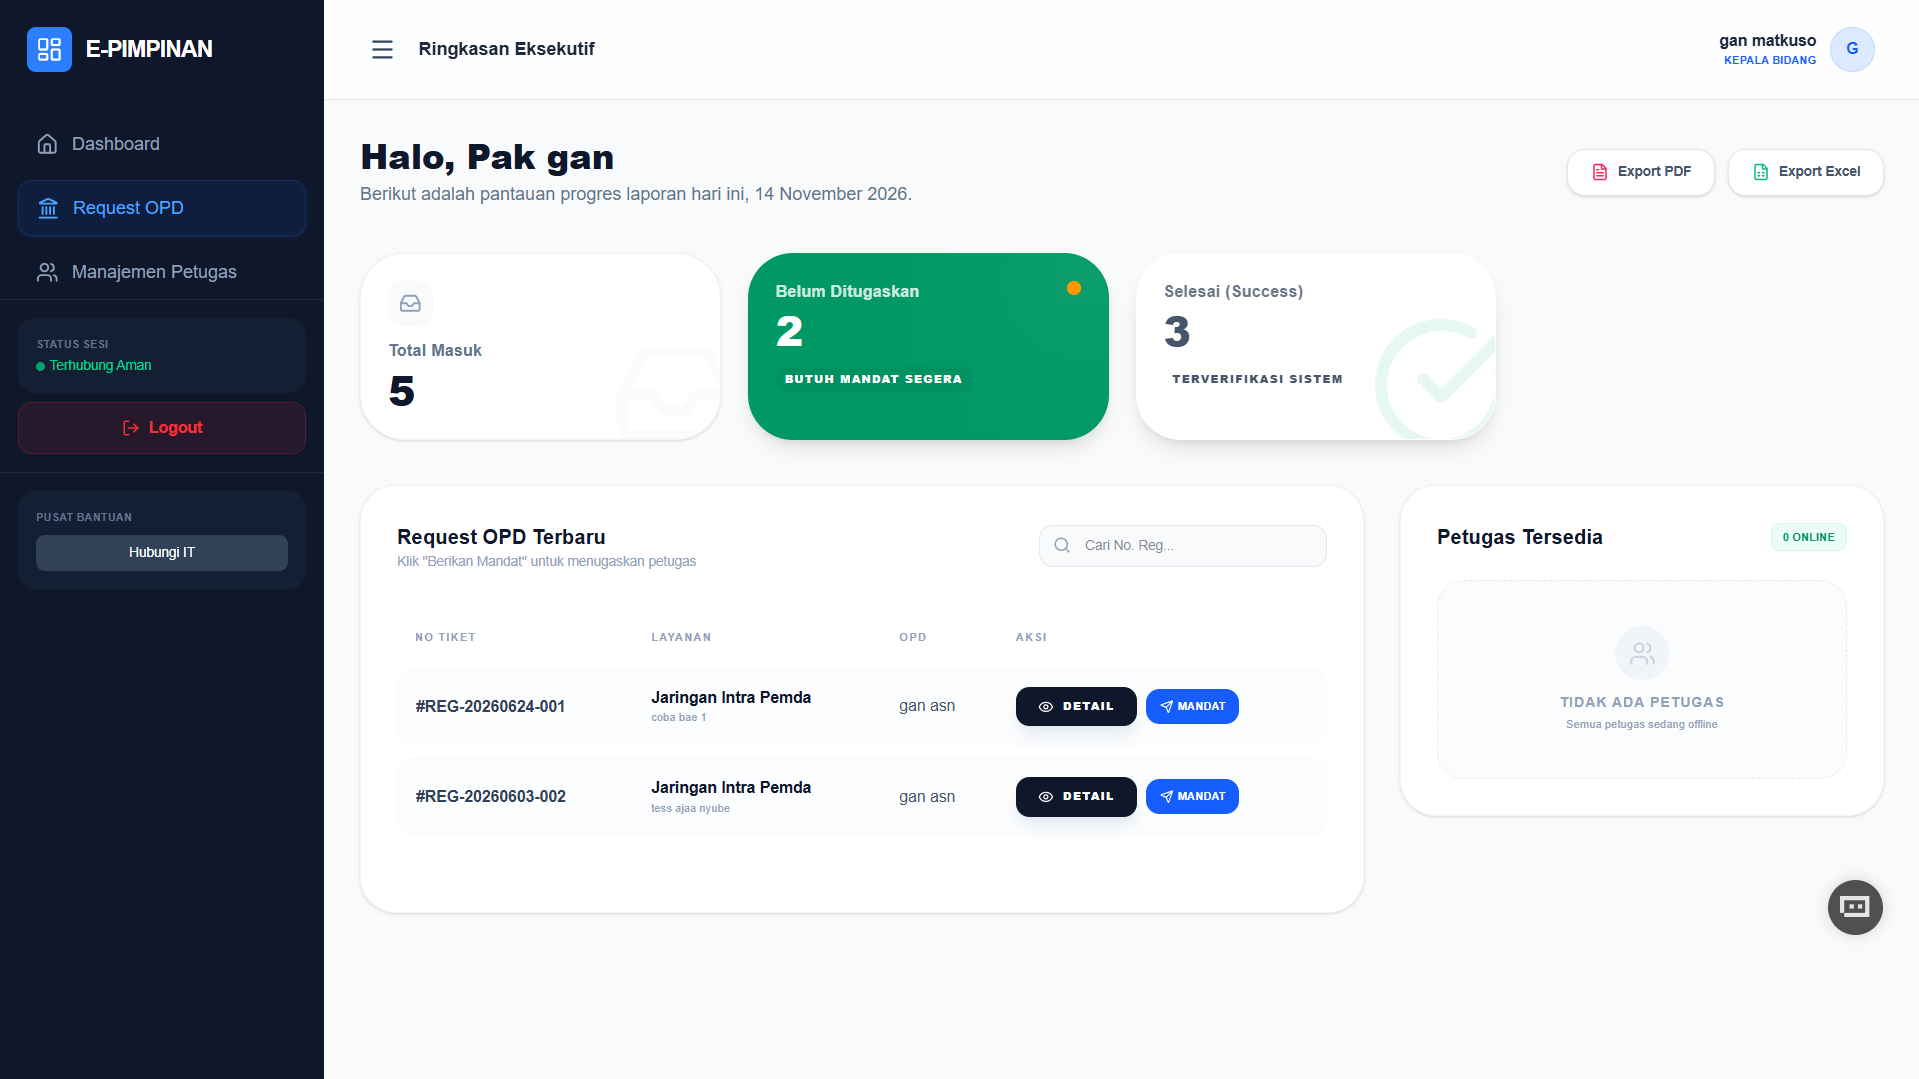 E-PIMPINAN
Dashboard
Request OPD
Manajemen Petugas
STATUS SESI
Terhubung Aman
Logout
PUSAT BANTUAN
Hubungi IT
Ringkasan Eksekutif
gan matkuso
KEPALA BIDANG
G
Halo, Pak gan
Berikut adalah pantauan progres laporan hari ini, 14 November 2026.
Export PDF
Export Excel
Total Masuk
5
Belum Ditugaskan
2
BUTUH MANDAT SEGERA
Selesai (Success)
3
TERVERIFIKASI SISTEM
Request OPD Terbaru
Klik "Berikan Mandat" untuk menugaskan petugas
Cari No. Reg...
NO TIKET LAYANAN OPD AKSI
#REG-20260624-001 Jaringan Intra Pemda gan asn DETAIL MANDAT
coba bae 1
#REG-20260603-002 Jaringan Intra Pemda gan asn DETAIL MANDAT
tess ajaa nyube
Petugas Tersedia
0 ONLINE
TIDAK ADA PETUGAS
Semua petugas sedang offline